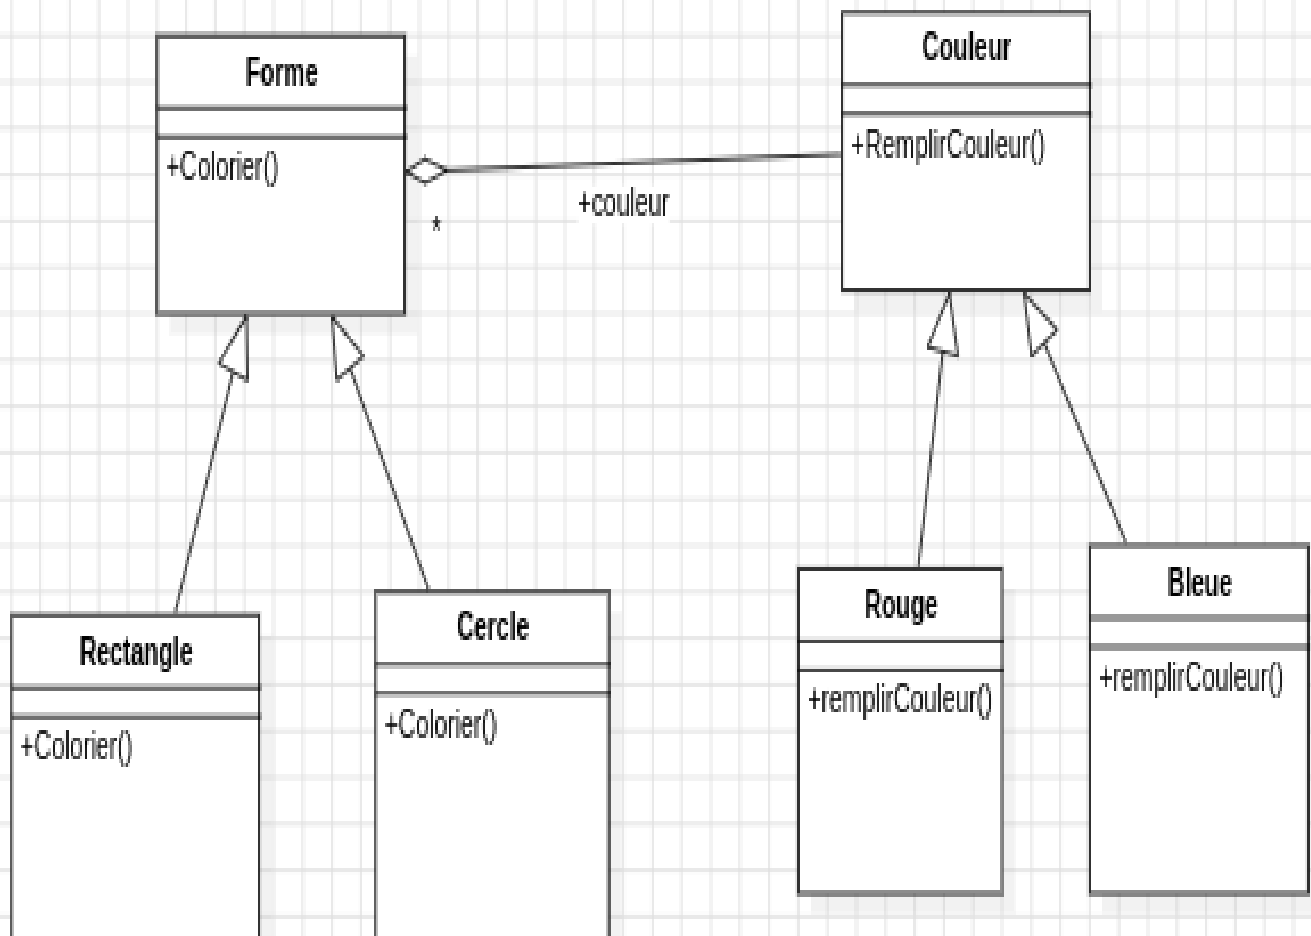 Forme
+Colorier()
*
+couleur
Couleur
+RemplirCouleur()
Rectangle
+Colorier()
Cercle
+Colorier()
Rouge
+remplirCouleur()
Bleue
+remplirCouleur()